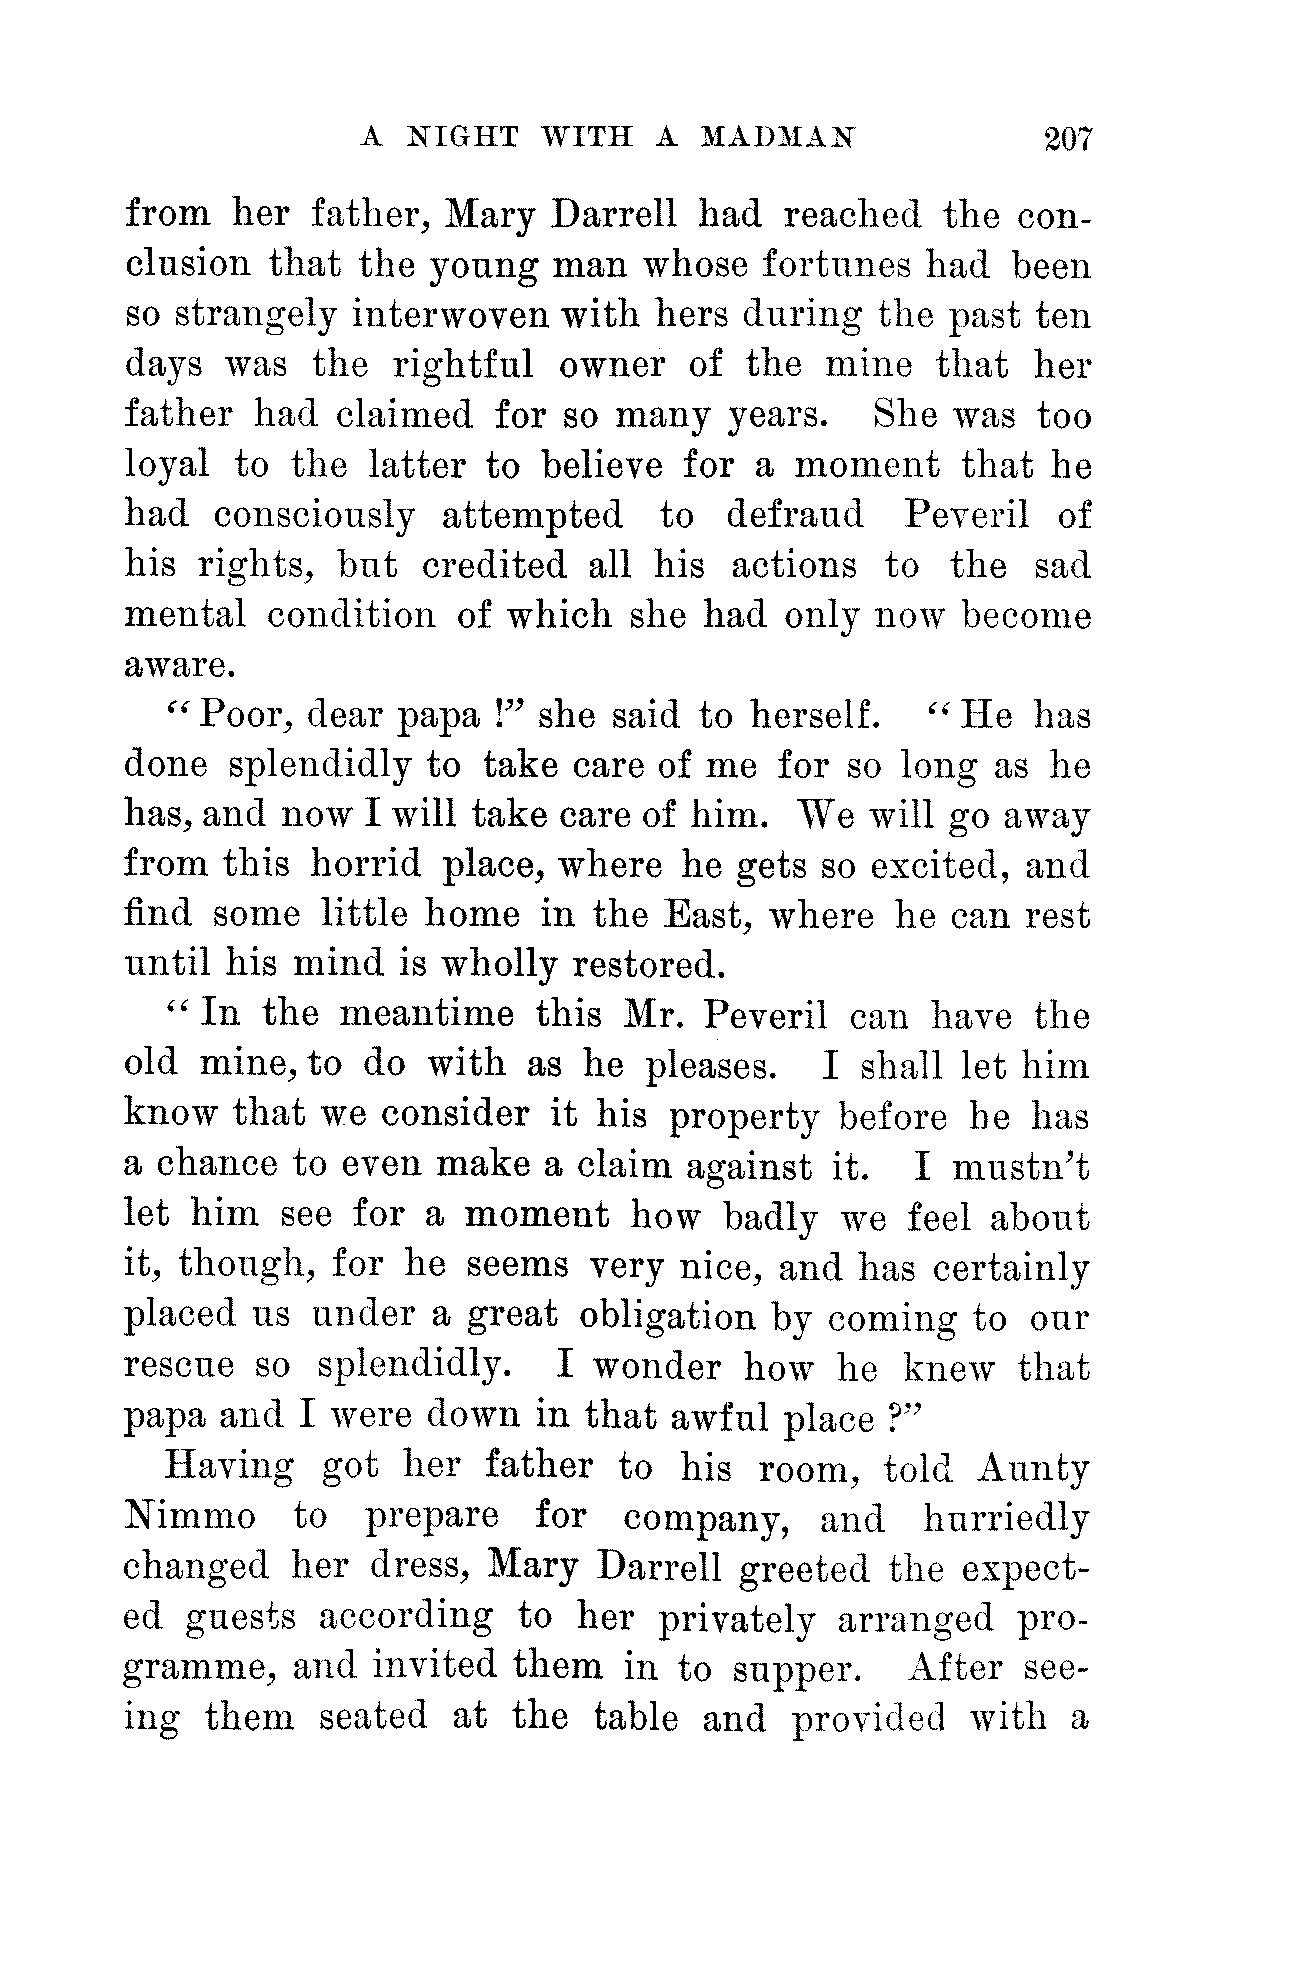 A NIGHT WITH A MADMAN 207
from her father, Mary Darrell had reached the con-
clusion that the young man whose fortunes had been
so strangely interwoven with hers during the past ten
days was the rightful owner of the mine that her
father had claimed for so many years. She was too
loyal to the latter to believe for a moment that he
had consciously attempted to defraud Peveril of
his rights, but credited all his actions to the sad
mental condition of which she had only now become
aware.
“Poor, dear papa!” she said to herself. “He has
done splendidly to take care of me for so long as he
has, and now I will take care of him. We will go away
from this horrid place, where he gets so excited, and
find some little home in the East, where he can rest
until his mind is wholly restored.
“In the meantime this Mr. Peveril can have the
old mine, to do with as he pleases. I shall let him
know that we consider it his property before he has
a chance to even make a claim against it. I mustn’t
let him see for a moment how badly we feel about
it, though, for he seems very nice, and has certainly
placed us under a great obligation by coming to our
rescue so splendidly. I wonder how he knew that
papa and I were down in that awful place?”
Having got her father to his room, told Aunty
Nimmo to prepare for company, and hurriedly
changed her dress, Mary Darrell greeted the expect-
ed guests according to her privately arranged pro-
gramme, and invited them in to supper. After see-
ing them seated at the table and provided with a